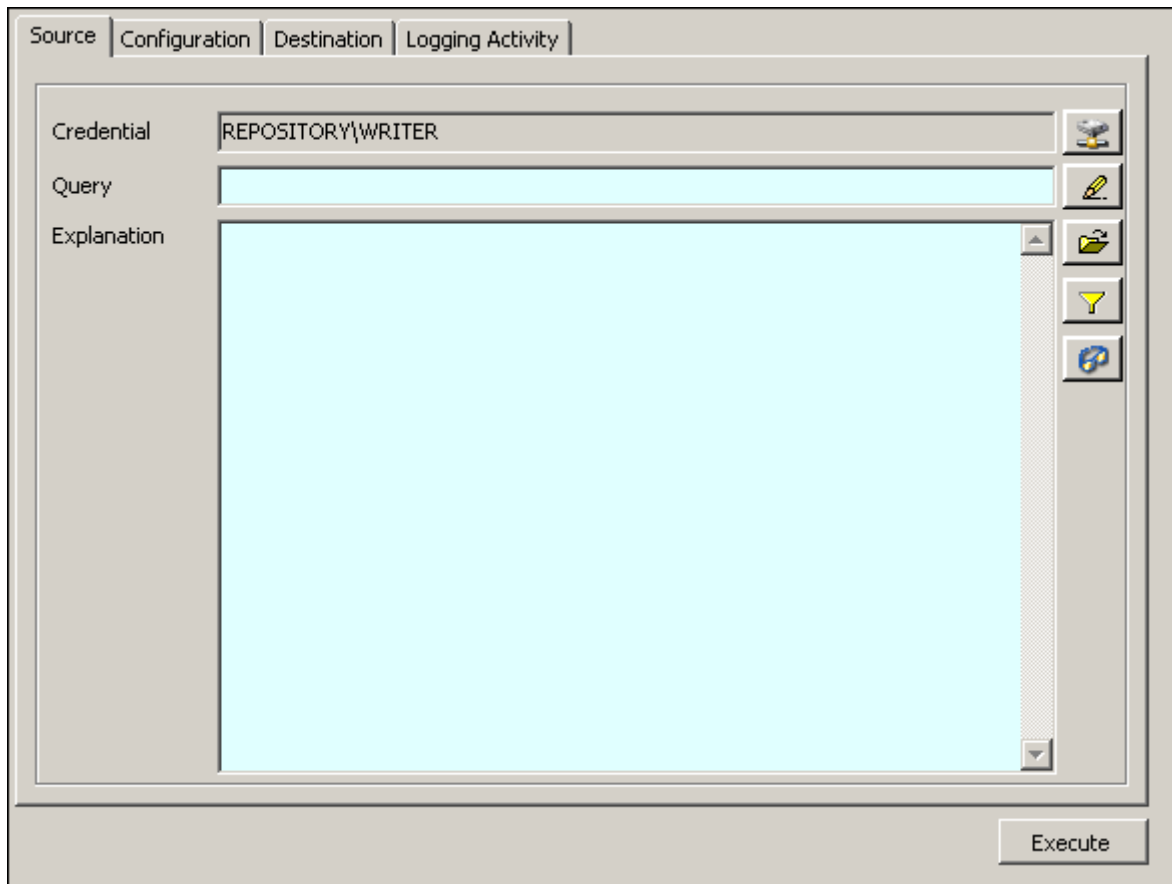 Source Configuration Destination Logging Activity
Credential REPOSITORY\WRITER
Query
Explanation
Execute